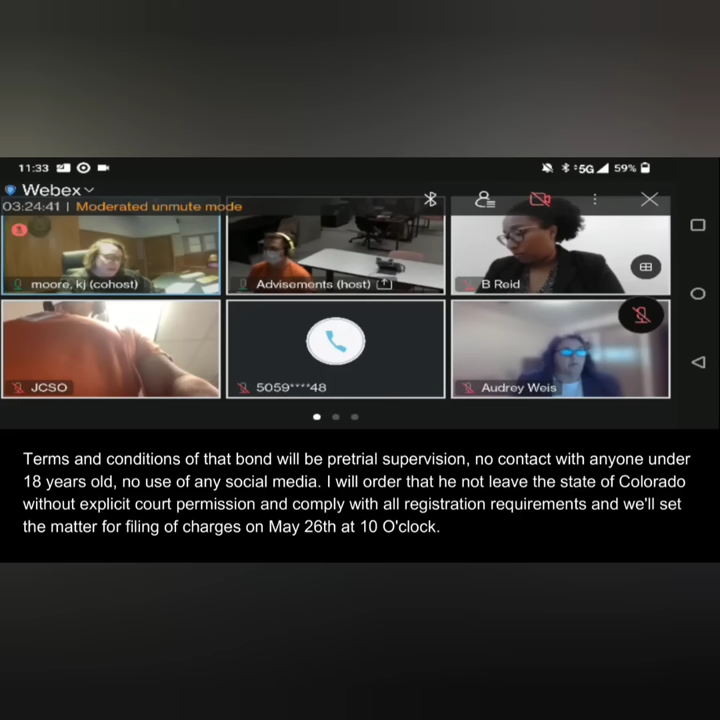 11:33
5G 59%
Webex
03:24:41 | Moderated unmute mode
moore, kj (cohost)
Advisements (host)
B Reid
JCSO
5059****48
Audrey Weis
Terms and conditions of that bond will be pretrial supervision, no contact with anyone under
18 years old, no use of any social media. I will order that he not leave the state of Colorado
without explicit court permission and comply with all registration requirements and we'll set
the matter for filing of charges on May 26th at 10 O'clock.